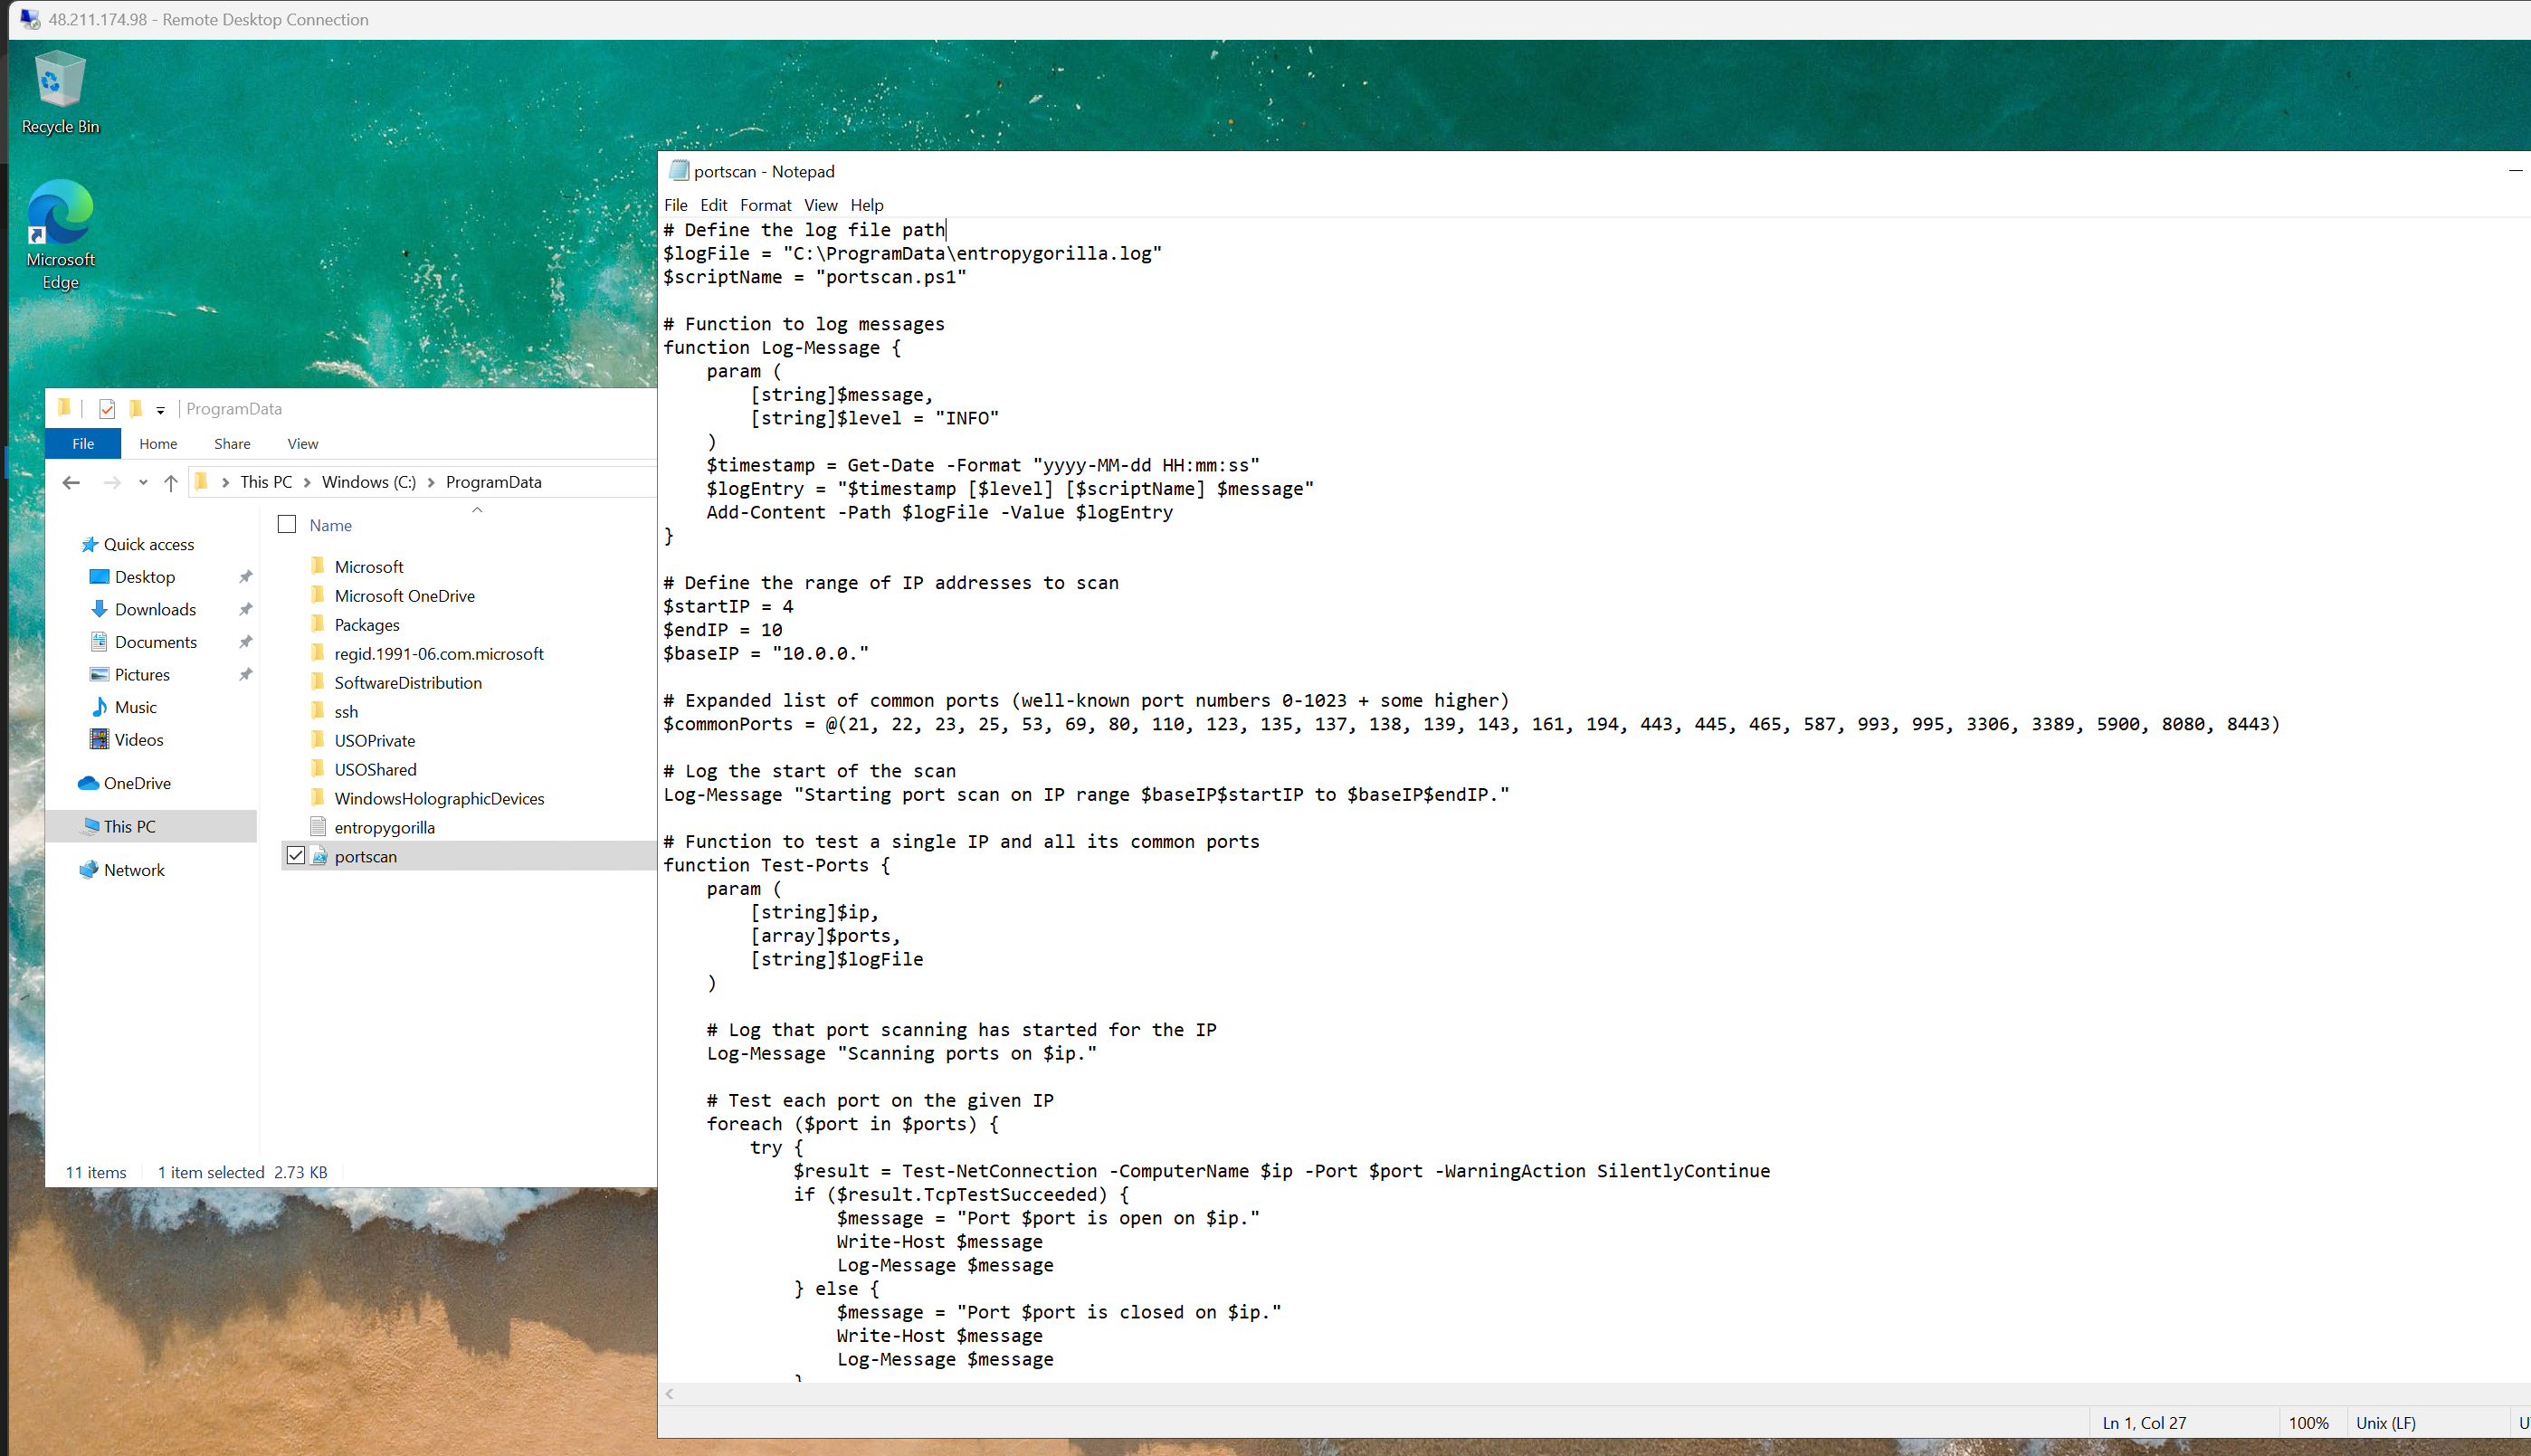 48.211.174.98 - Remote Desktop Connection
Recycle Bin
Microsoft
Edge
ProgramData
File Home Share View
This PC Windows (C:) ProgramData
Name
Quick access
Desktop
Downloads
Documents
Pictures
Music
Videos
OneDrive
This PC
Network
Microsoft
Microsoft OneDrive
Packages
regid.1991-06.com.microsoft
SoftwareDistribution
ssh
USOPrivate
USOShared
WindowsHolographicDevices
entropygorilla
portscan
11 items 1 item selected 2.73 KB
portscan - Notepad
File Edit Format View Help
# Define the log file path
$logFile = "C:\ProgramData\entropygorilla.log"
$scriptName = "portscan.ps1"

# Function to log messages
function Log-Message {
    param (
        [string]$message,
        [string]$level = "INFO"
    )
    $timestamp = Get-Date -Format "yyyy-MM-dd HH:mm:ss"
    $logEntry = "$timestamp [$level] [$scriptName] $message"
    Add-Content -Path $logFile -Value $logEntry
}

# Define the range of IP addresses to scan
$startIP = 4
$endIP = 10
$baseIP = "10.0.0."

# Expanded list of common ports (well-known port numbers 0-1023 + some higher)
$commonPorts = @(21, 22, 23, 25, 53, 69, 80, 110, 123, 135, 137, 138, 139, 143, 161, 194, 443, 445, 465, 587, 993, 995, 3306, 3389, 5900, 8080, 8443)

# Log the start of the scan
Log-Message "Starting port scan on IP range $baseIP$startIP to $baseIP$endIP."

# Function to test a single IP and all its common ports
function Test-Ports {
    param (
        [string]$ip,
        [array]$ports,
        [string]$logFile
    )

    # Log that port scanning has started for the IP
    Log-Message "Scanning ports on $ip."

    # Test each port on the given IP
    foreach ($port in $ports) {
        try {
            $result = Test-NetConnection -ComputerName $ip -Port $port -WarningAction SilentlyContinue
            if ($result.TcpTestSucceeded) {
                $message = "Port $port is open on $ip."
                Write-Host $message
                Log-Message $message
            } else {
                $message = "Port $port is closed on $ip."
                Write-Host $message
                Log-Message $message
            }
Ln 1, Col 27 100% Unix (LF)